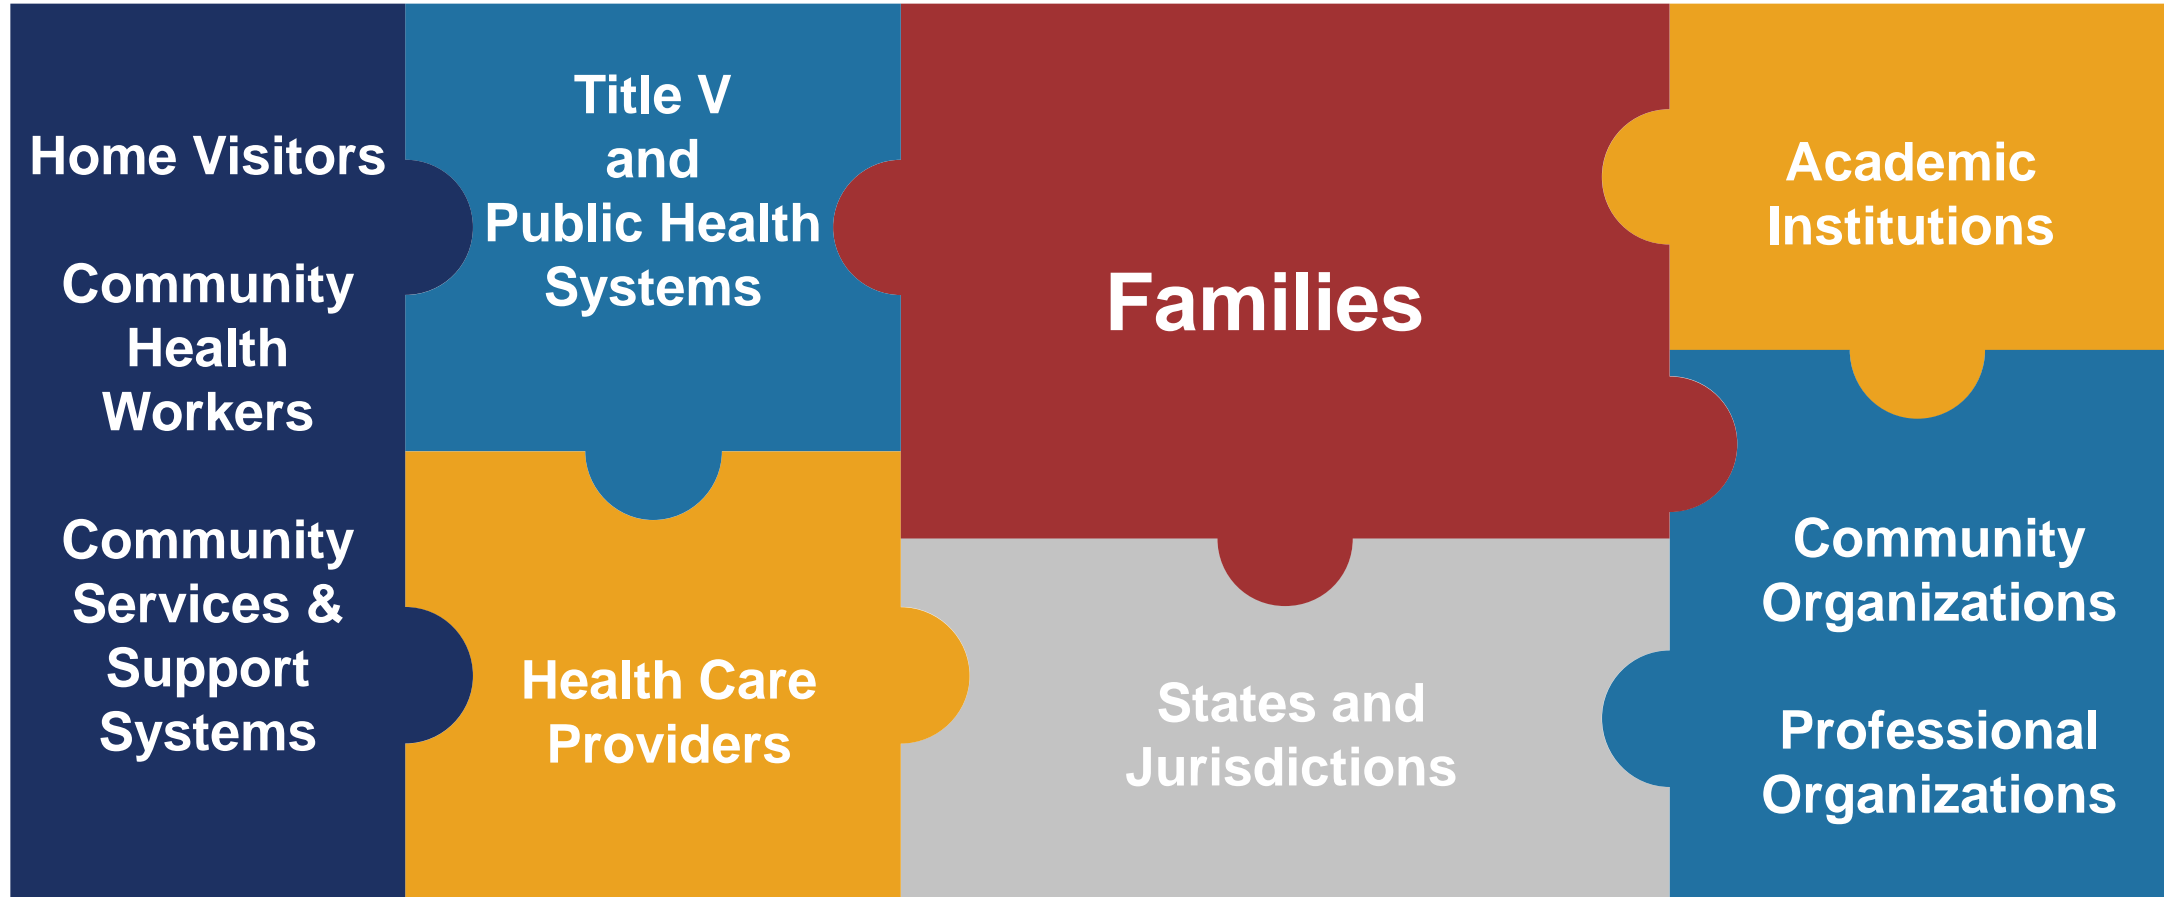 Home Visitors
Community
Health
Workers
Community
Services &
Support
Systems
Title V
and
Public Health
Systems
Health Care
Providers
Families
States and
Jurisdictions
Academic
Institutions
Community
Organizations
Professional
Organizations